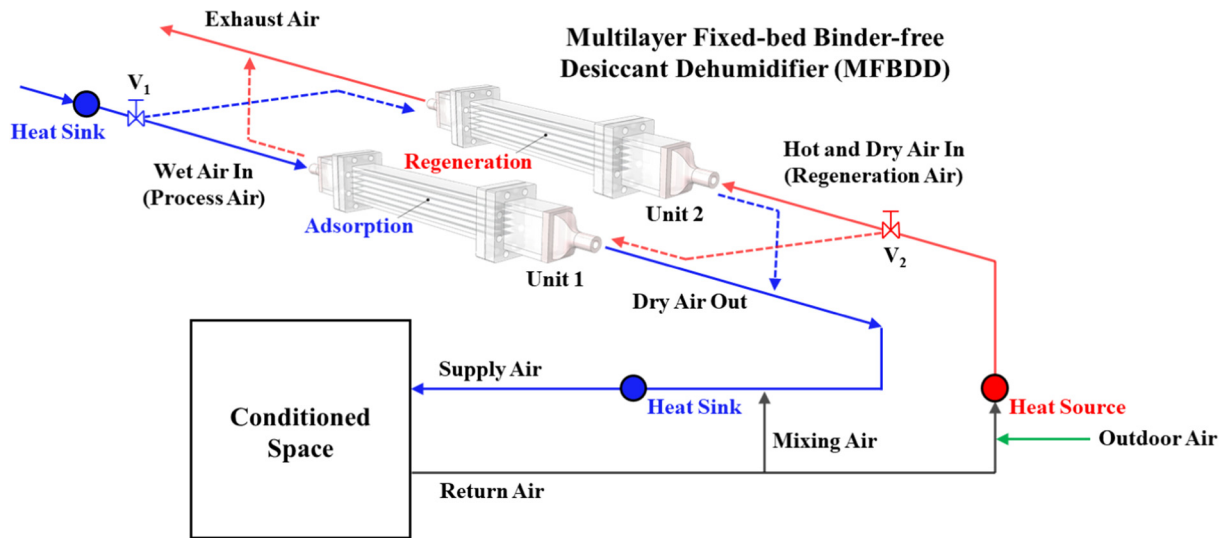 Exhaust Air
Multilayer Fixed-bed Binder-free
Desiccant Dehumidifier (MFBDD)
V₁
Heat Sink
Regeneration
Hot and Dry Air In
(Regeneration Air)
Wet Air In
(Process Air)
Adsorption
Unit 2
V₂
Unit 1
Dry Air Out
Supply Air
Heat Sink
Heat Source
Conditioned
Space
Mixing Air
Outdoor Air
Return Air